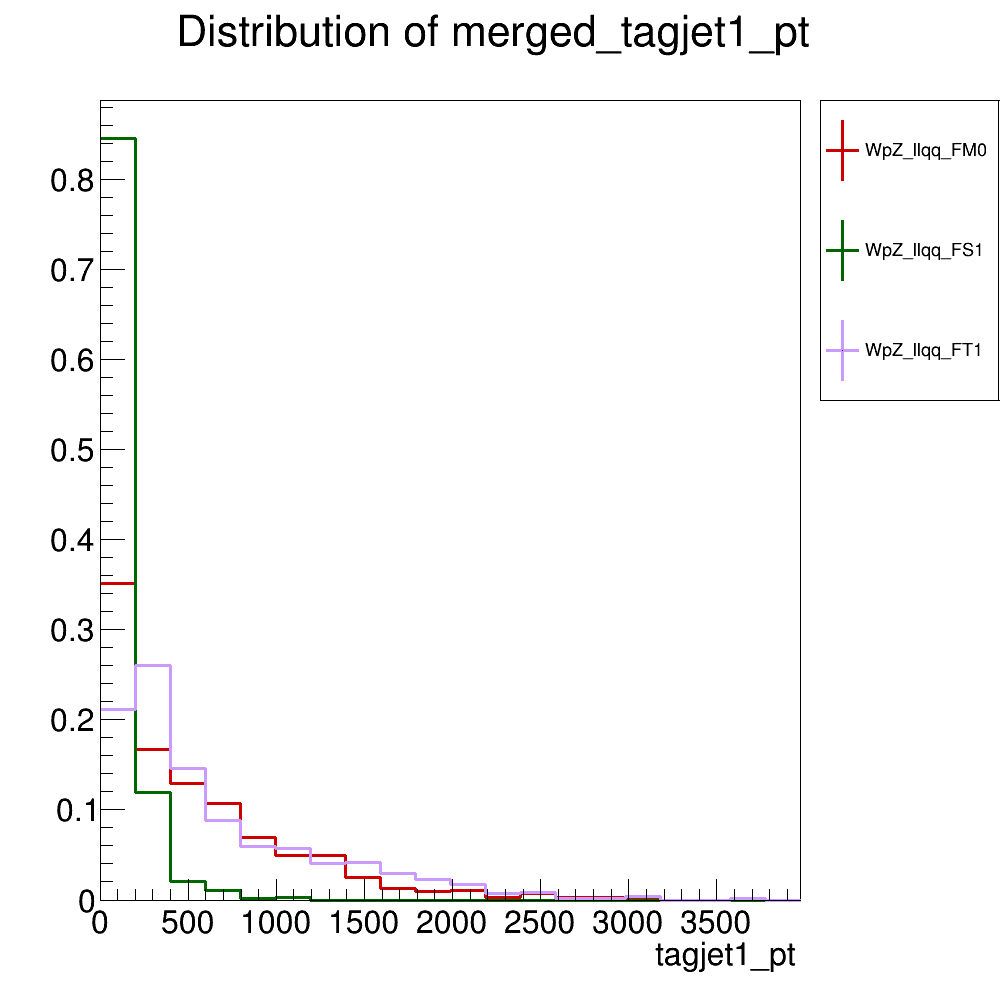 Distribution of merged_tagjet1_pt
WpZ_llqq_FM0
WpZ_llqq_FS1
WpZ_llqq_FT1
0.8
0.7
0.6
0.5
0.4
0.3
0.2
0.1
0
0 500 1000 1500 2000 2500 3000 3500
tagjet1_pt